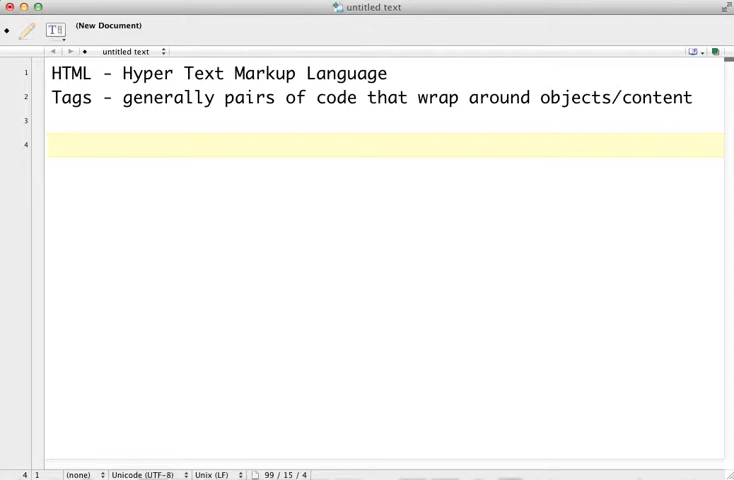 untitled text
(New Document)
untitled text
1 HTML - Hyper Text Markup Language
2 Tags - generally pairs of code that wrap around objects/content
3
4
4 1 (none) Unicode (UTF-8) Unix (LF) 99 / 15 / 4